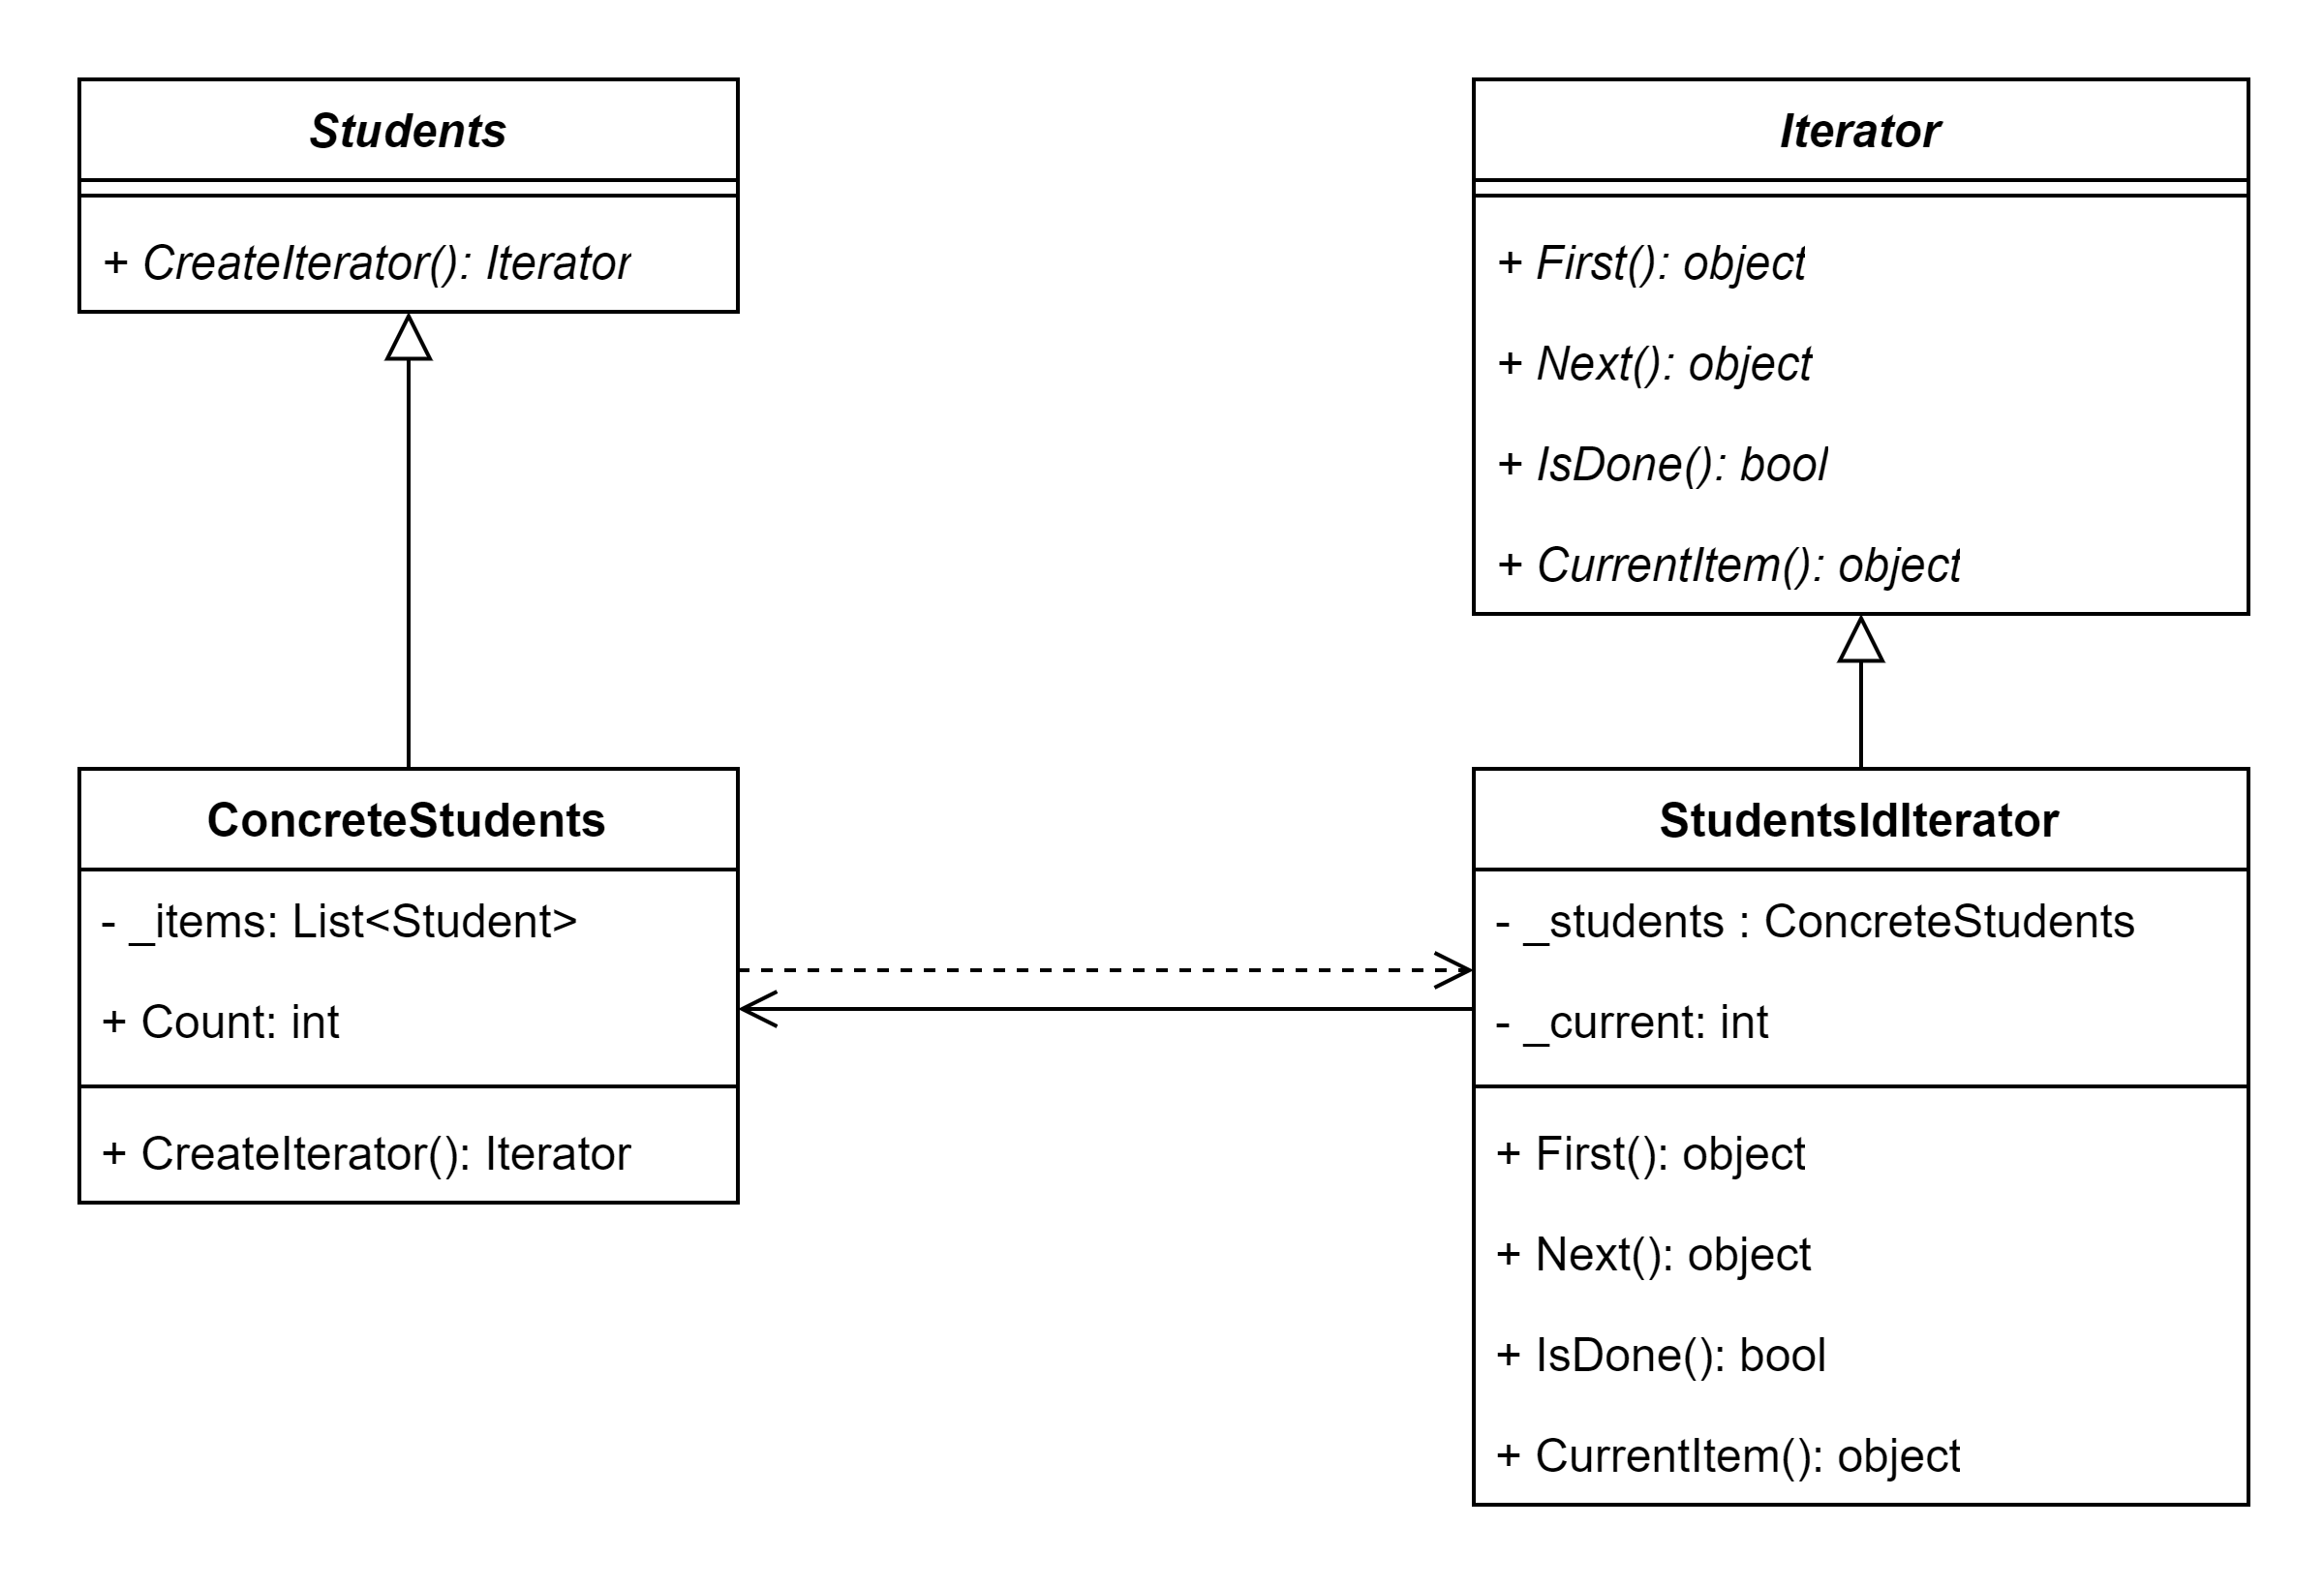 Students
+ CreateIterator(): Iterator
Iterator
+ First(): object
+ Next(): object
+ IsDone(): bool
+ CurrentItem(): object
ConcreteStudents
- _items: List<Student>
+ Count: int
+ CreateIterator(): Iterator
StudentsIdIterator
- _students : ConcreteStudents
- _current: int
+ First(): object
+ Next(): object
+ IsDone(): bool
+ CurrentItem(): object